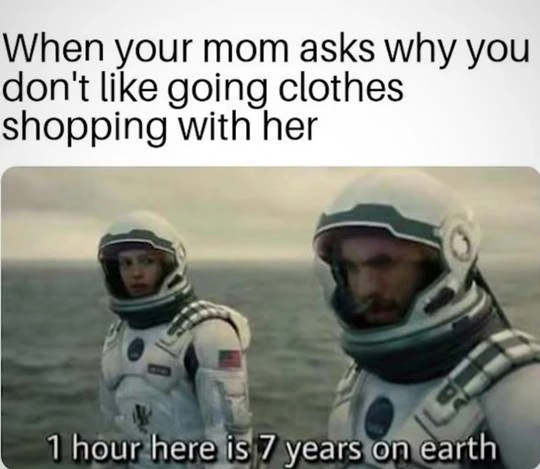 When your mom asks why you
don't like going clothes
shopping with her
1 hour here is 7 years on earth